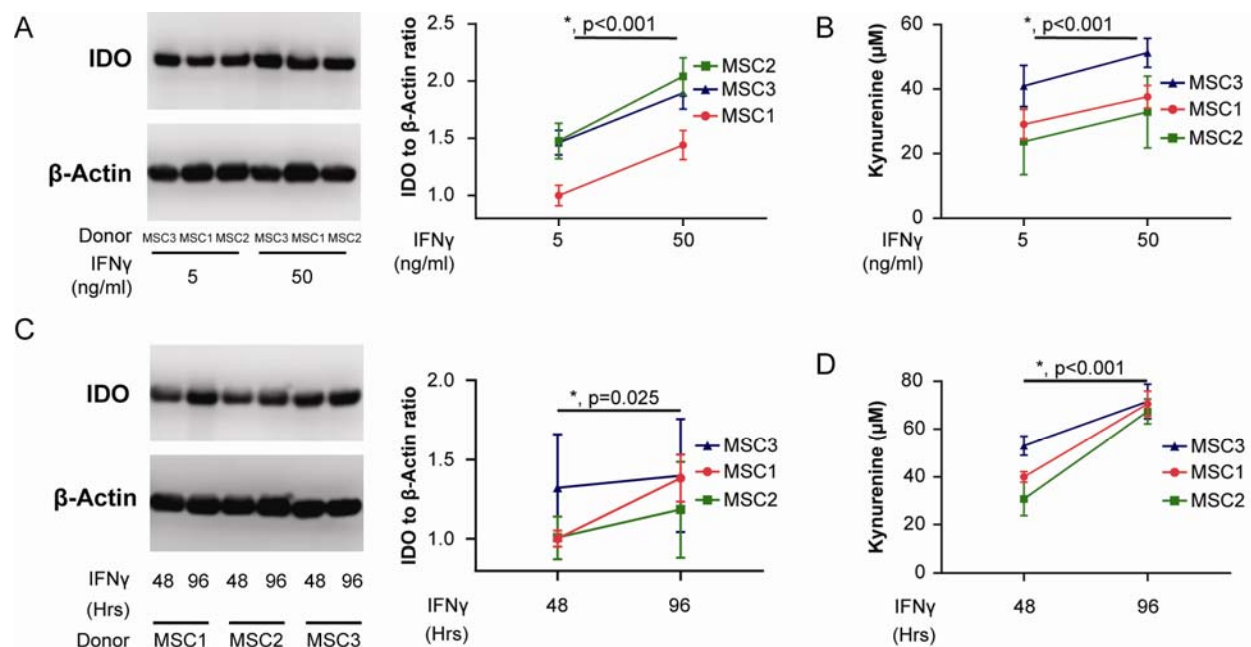 A
IDO
β-Actin
Donor MSC3 MSC1 MSC2 MSC3 MSC1 MSC2
IFNγ
(ng/ml)
5 50
*, p<0.001
IDO to β-Actin ratio
2.5
2.0
1.5
1.0
MSC2
MSC3
MSC1
IFNγ
(ng/ml)
5 50
B
*, p<0.001
Kynurenine (μM)
60
40
20
0
MSC3
MSC1
MSC2
IFNγ
(ng/ml)
5 50
C
IDO
β-Actin
IFNγ
(Hrs)
48 96 48 96 48 96
Donor MSC1 MSC2 MSC3
*, p=0.025
IDO to β-Actin ratio
2.0
1.5
1.0
MSC3
MSC1
MSC2
IFNγ
(Hrs)
48 96
D
*, p<0.001
Kynurenine (μM)
80
60
40
20
0
MSC3
MSC1
MSC2
IFNγ
(Hrs)
48 96